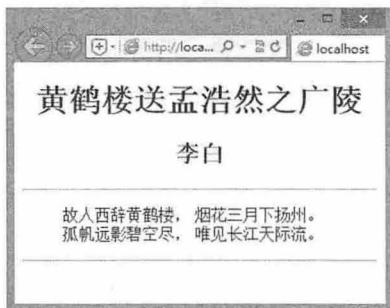 http://loca...
localhost
黄鹤楼送孟浩然之广陵
李白
故人西辞黄鹤楼， 烟花三月下扬州。
孤帆远影碧空尽， 唯见长江天际流。